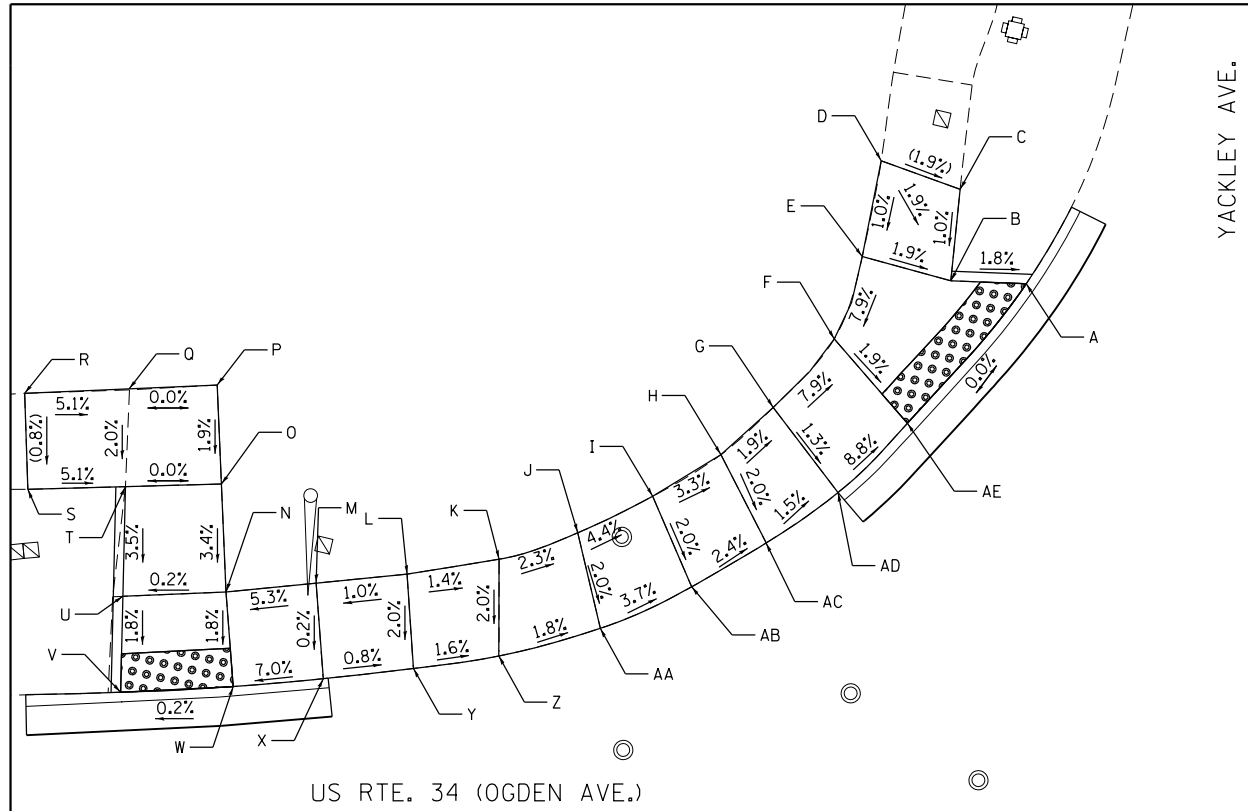 YACKLEY AVE.
D
C
(1.9%)
1.9%
E
1.0%
1.0%
B
1.9%
1.8%
F
7.9%
A
G
1.9%
0.0%
R
Q
P
7.9%
H
5.1%
0.0%
(0.8%)
2.0%
1.9%
1.9%
1.3%
8.8%
I
2.0%
AE
5.1%
0.0%
O
3.3%
1.5%
S
J
T
4.4%
2.0%
2.4%
AD
K
M
N
L
3.5%
3.4%
2.3%
AC
0.2%
1.4%
2.0%
3.7%
U
5.3%
1.0%
AB
1.8%
1.8%
0.2%
2.0%
2.0%
1.8%
V
7.0%
0.8%
1.6%
AA
0.2%
Z
W
X
Y
US RTE. 34 (OGDEN AVE.)